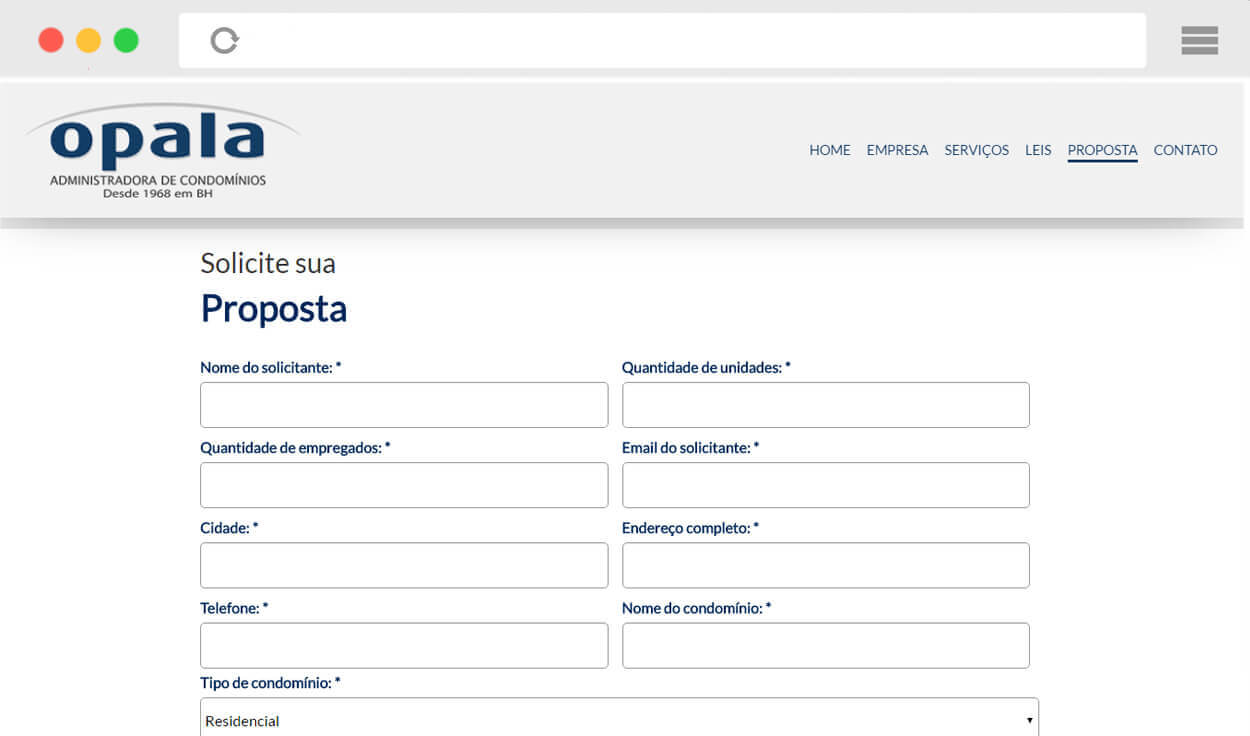 opala
ADMINISTRADORA DE CONDOMÍNIOS
Desde 1968 em BH
HOME EMPRESA SERVIÇOS LEIS PROPOSTA CONTATO
Solicite sua
Proposta
Nome do solicitante: * Quantidade de unidades: *
Quantidade de empregados: * Email do solicitante: *
Cidade: * Endereço completo: *
Telefone: * Nome do condomínio: *
Tipo de condomínio: *
Residencial